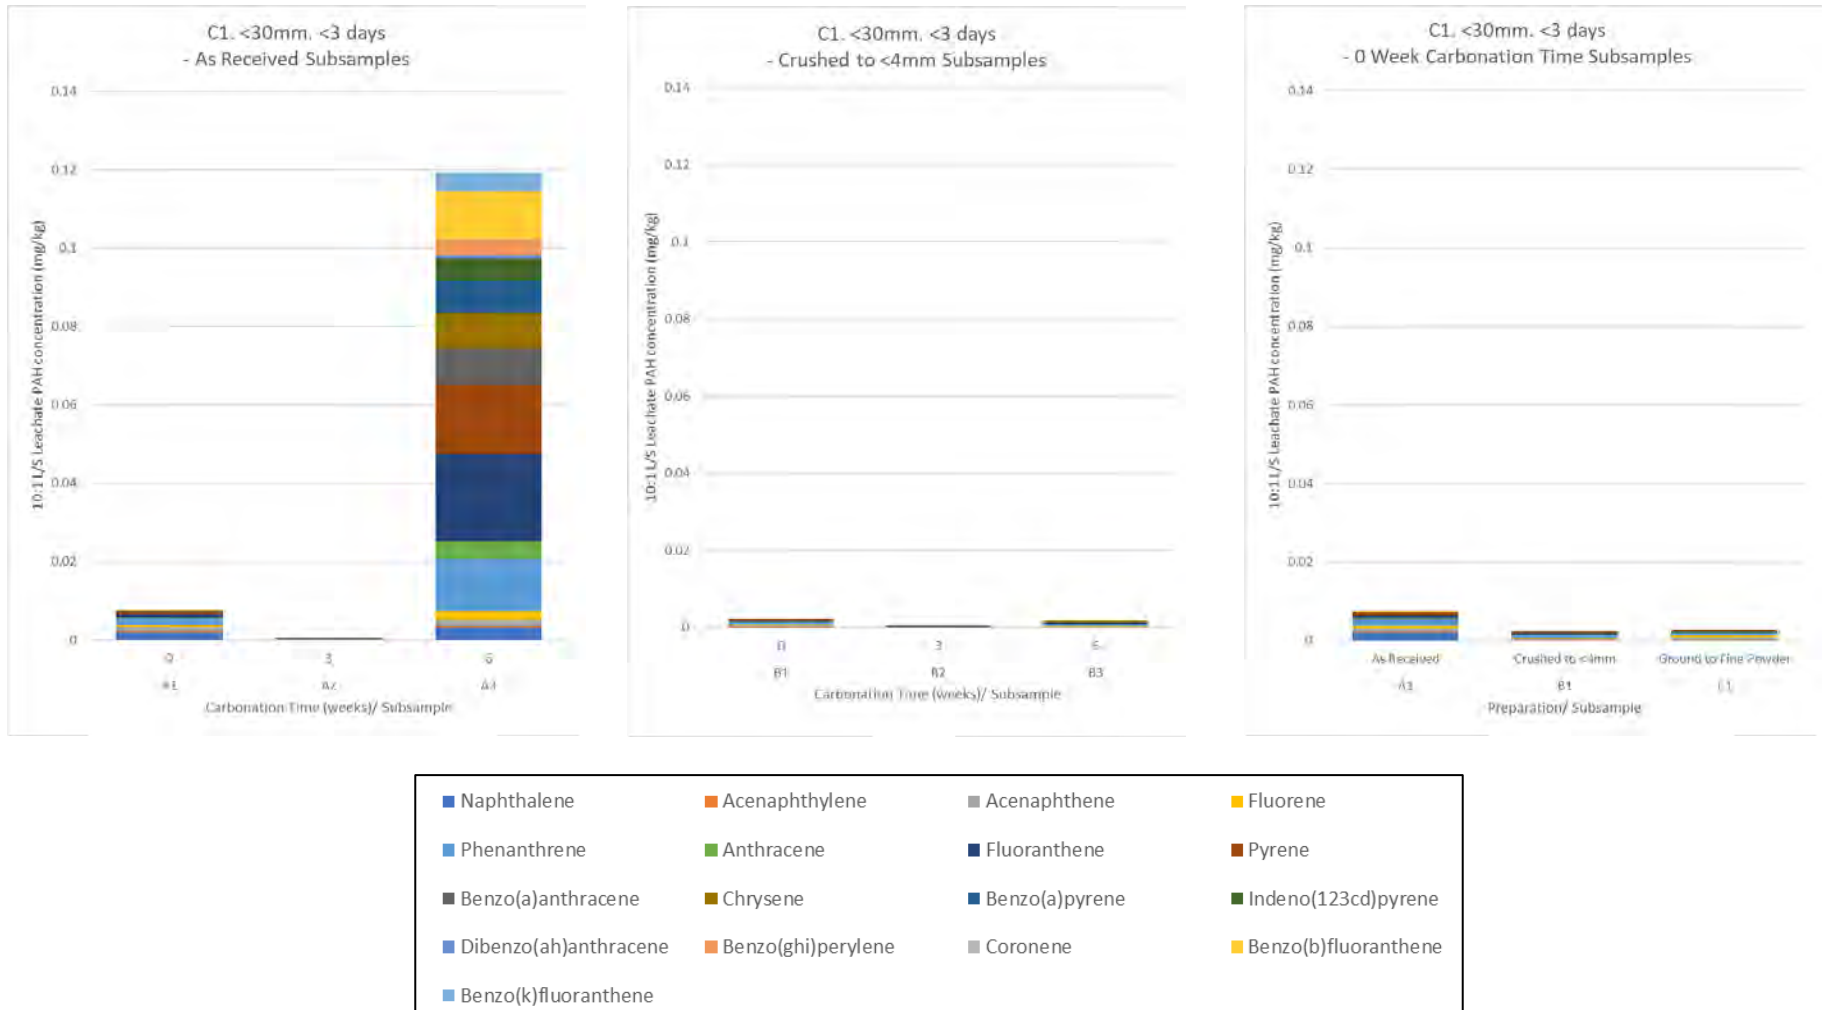 C1. <30mm. <3 days
- As Received Subsamples
0.14
0.12
0.1
0.08
0.06
0.04
0.02
0
10:1 L/S Leachate PAH concentration (mg/kg)
0 3 6
A2 A3
Carbonation Time (weeks)/ Subsample
C1. <30mm. <3 days
- Crushed to <4mm Subsamples
0.14
0.12
0.1
0.08
0.06
0.04
0.02
0
10:1 L/S Leachate PAH concentration (mg/kg)
0 3 6
B1 B2 B3
Carbonation Time (weeks)/ Subsample
C1. <30mm. <3 days
- 0 Week Carbonation Time Subsamples
0.14
0.12
0.1
0.08
0.06
0.04
0.02
0
10:1 L/S Leachate PAH concentration (mg/kg)
As Received Crushed to <4mm Ground to Fine Powder
A1 B1
Preparation/ Subsample
Naphthalene Acenaphthylene Acenaphthene Fluorene
Phenanthrene Anthracene Fluoranthene Pyrene
Benzo(a)anthracene Chrysene Benzo(a)pyrene Indeno(123cd)pyrene
Dibenzo(ah)anthracene Benzo(ghi)perylene Coronene Benzo(b)fluoranthene
Benzo(k)fluoranthene